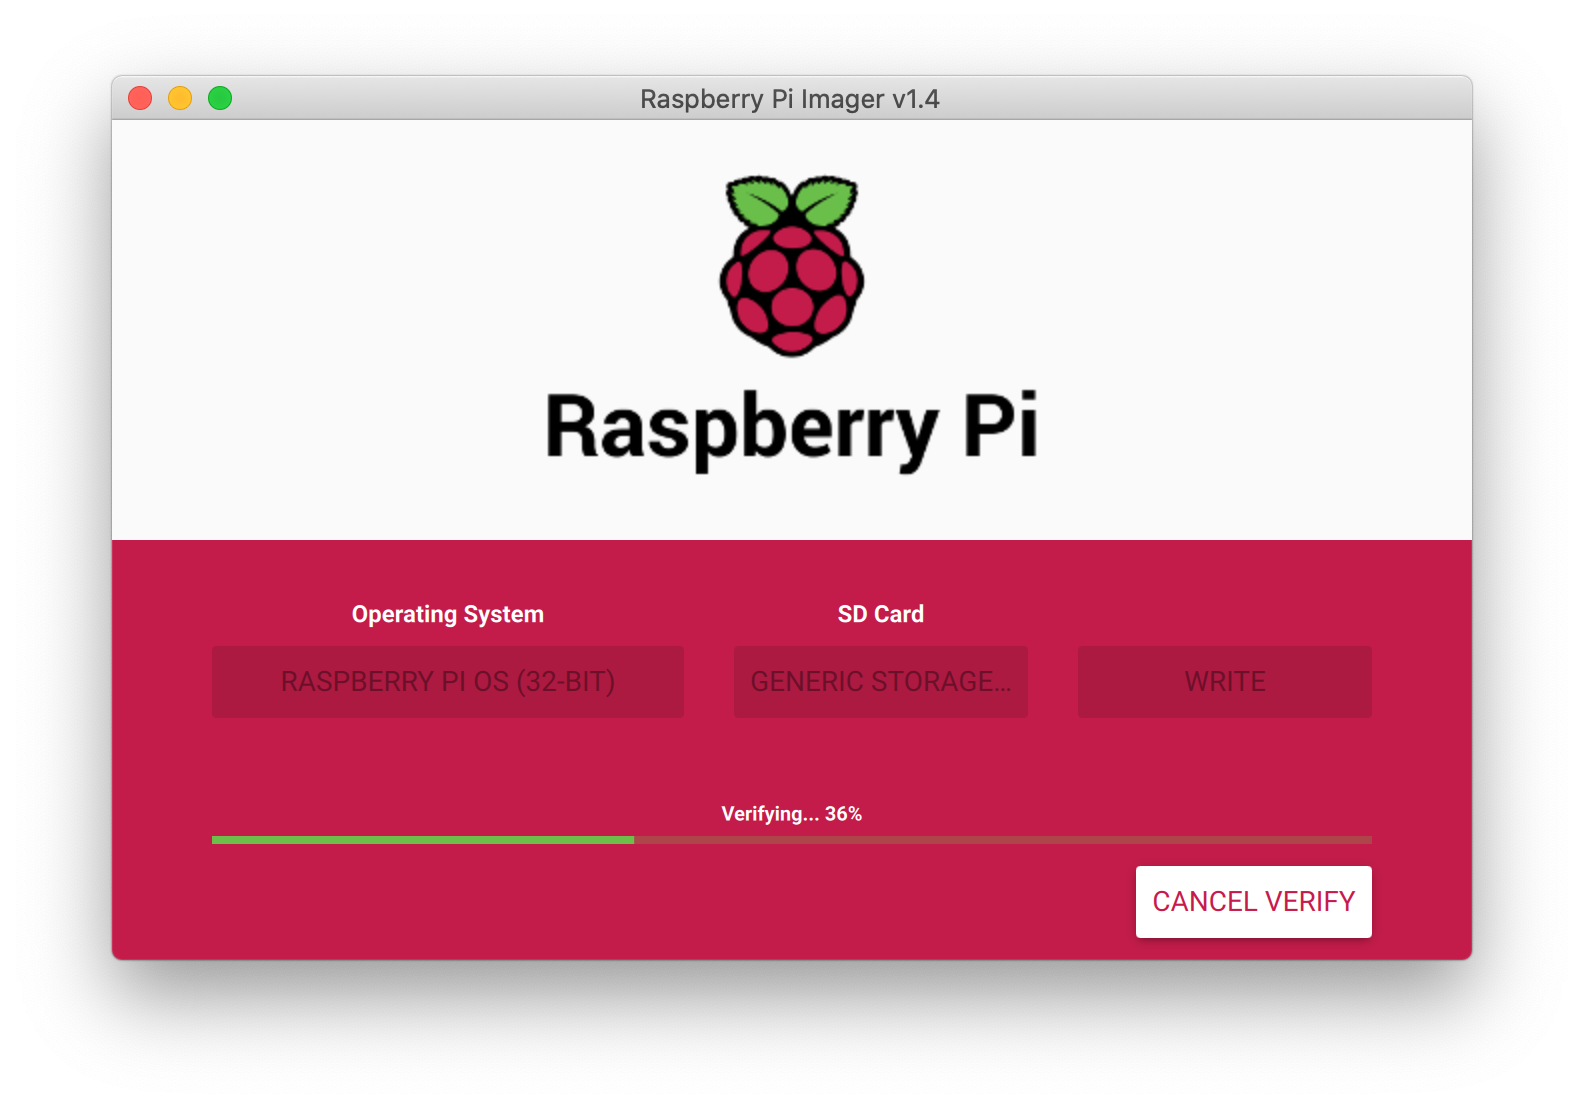 Raspberry Pi Imager v1.4
Raspberry Pi
Operating System
SD Card
RASPBERRY PI OS (32-BIT)
GENERIC STORAGE...
WRITE
Verifying... 36%
CANCEL VERIFY